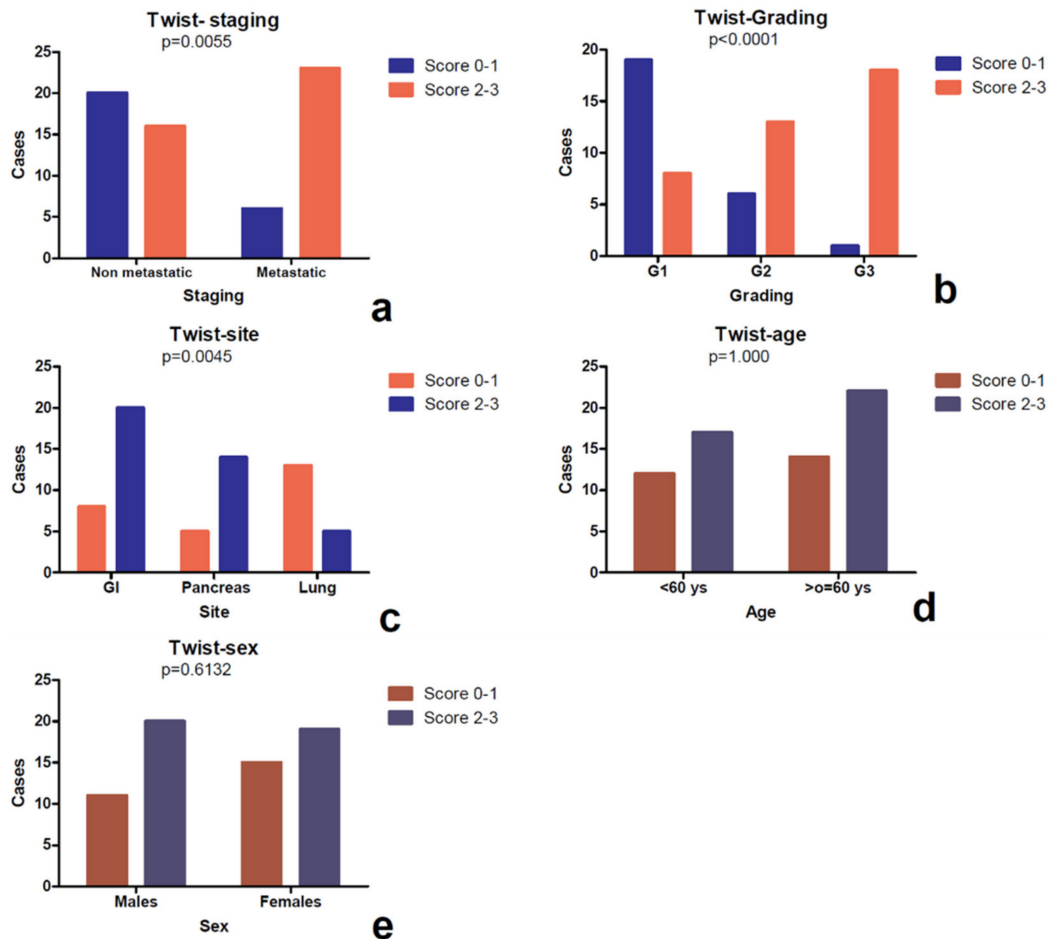 Twist- staging
p=0.0055
25
20
15
10
5
0
Cases
Non metastatic
Metastatic
Staging
Score 0-1
Score 2-3
a
Twist-Grading
p<0.0001
20
15
10
5
0
Cases
G1
G2
G3
Grading
Score 0-1
Score 2-3
b
Twist-site
p=0.0045
25
20
15
10
5
0
Cases
GI
Pancreas
Lung
Site
Score 0-1
Score 2-3
c
Twist-age
p=1.000
25
20
15
10
5
0
Cases
<60 ys
>o=60 ys
Age
Score 0-1
Score 2-3
d
Twist-sex
p=0.6132
25
20
15
10
5
0
Cases
Males
Females
Sex
Score 0-1
Score 2-3
e